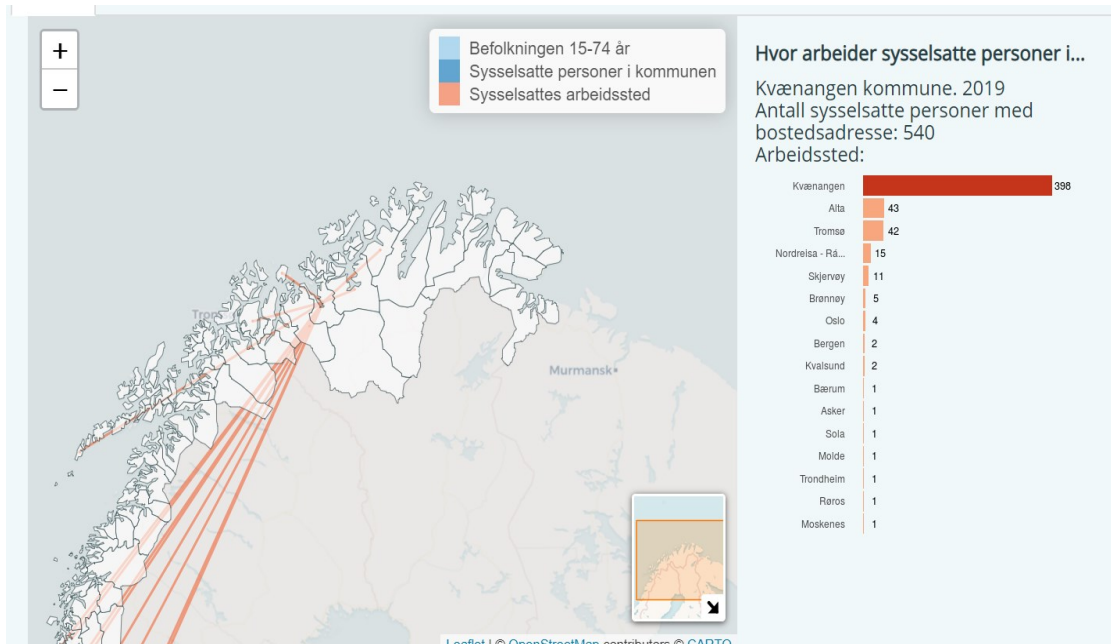 +
−
Befolkningen 15-74 år
Sysselsatte personer i kommunen
Sysselsattes arbeidssted
Murmansk
Hvor arbeider sysselsatte personer i...
Kvænangen kommune. 2019
Antall sysselsatte personer med
bostedsadresse: 540
Arbeidssted:
Kvænangen 398
Alta 43
Tromsø 42
Nordreisa - Rá... 15
Skjervøy 11
Brønnøy 5
Oslo 4
Bergen 2
Kvalsund 2
Bærum 1
Asker 1
Sola 1
Molde 1
Trondheim 1
Røros 1
Moskenes 1
Leaflet | © OpenStreetMap contributors © CARTO